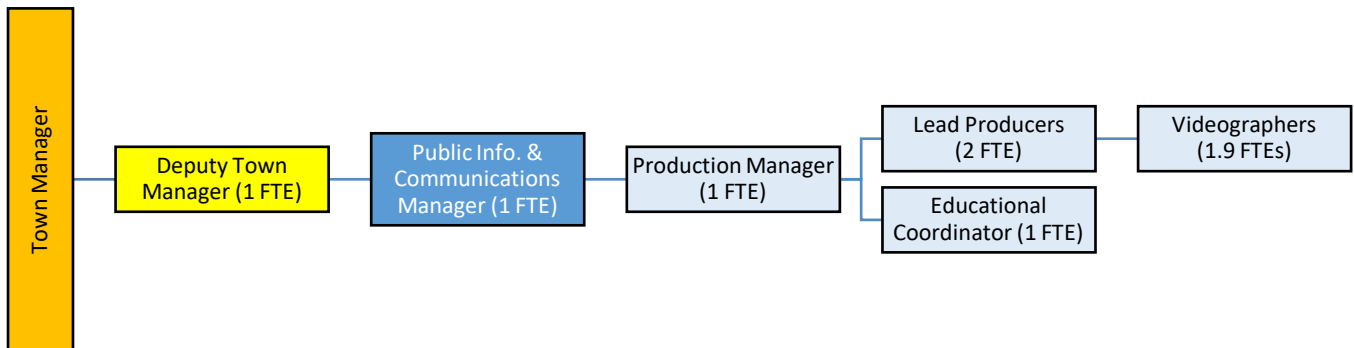 Town Manager
Deputy Town
Manager (1 FTE)
Public Info. &
Communications
Manager (1 FTE)
Production Manager
(1 FTE)
Lead Producers
(2 FTE)
Videographers
(1.9 FTEs)
Educational
Coordinator (1 FTE)